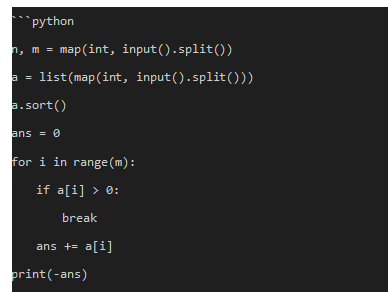 ```python
n, m = map(int, input().split())
a = list(map(int, input().split()))
a.sort()
ans = 0
for i in range(m):
    if a[i] > 0:
        break
    ans += a[i]
print(-ans)